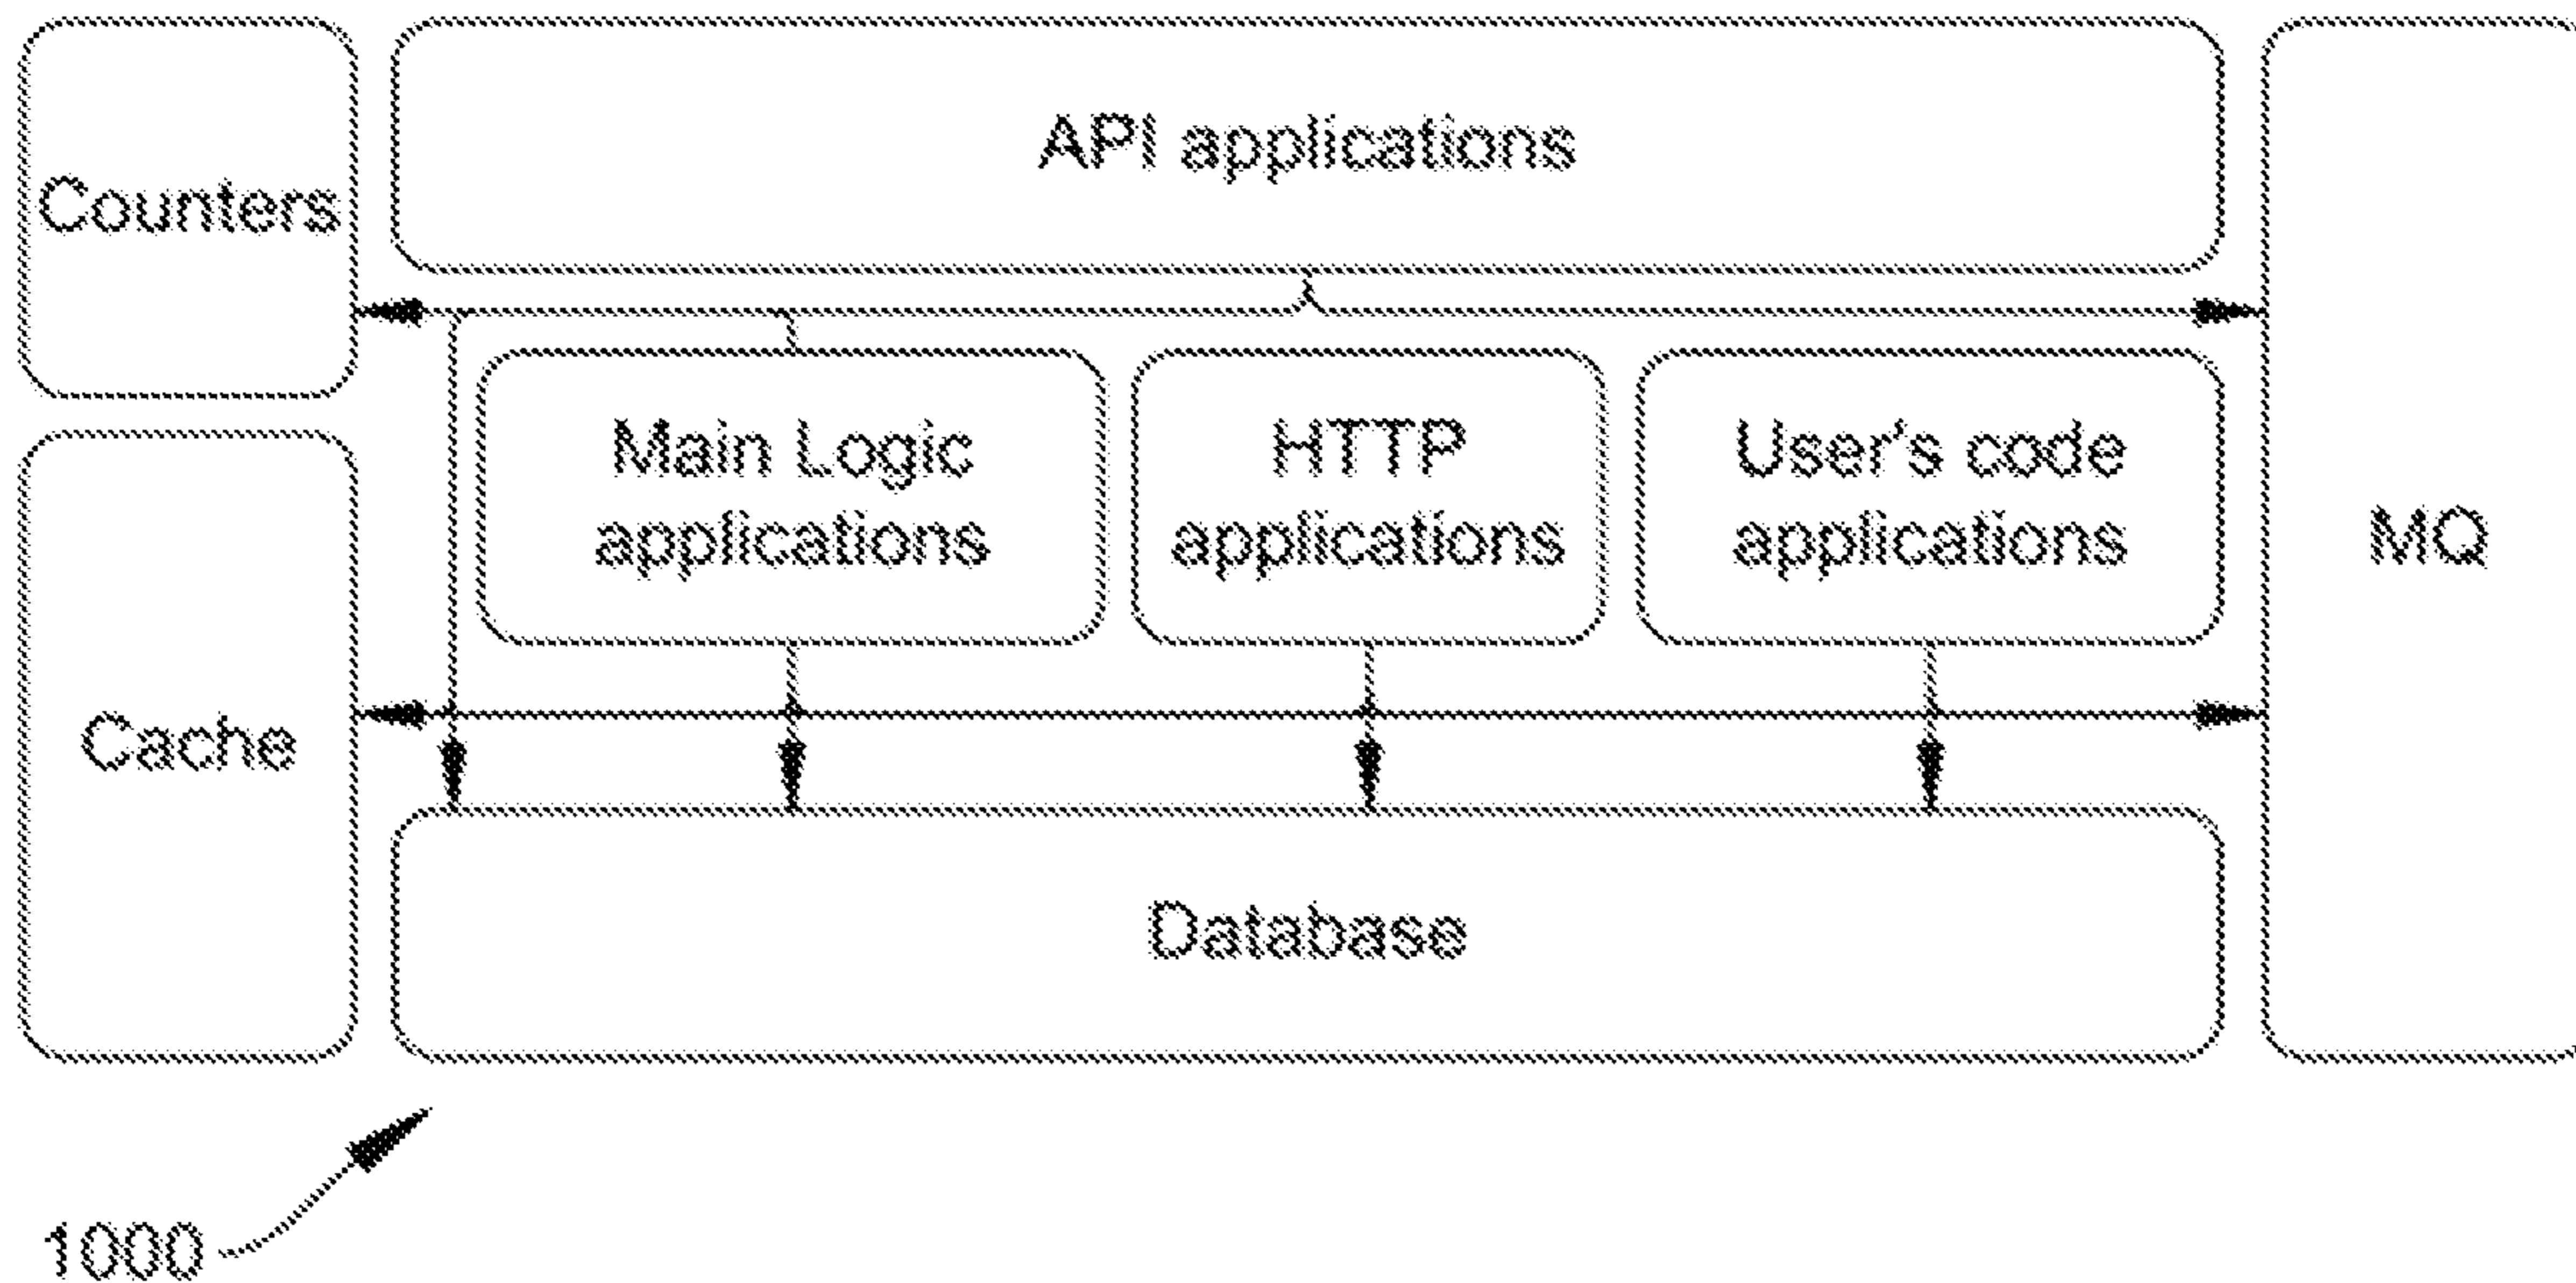 API applications
Counters
Main Logic
applications
HTTP
applications
User's code
applications
MQ
Cache
Database
1000